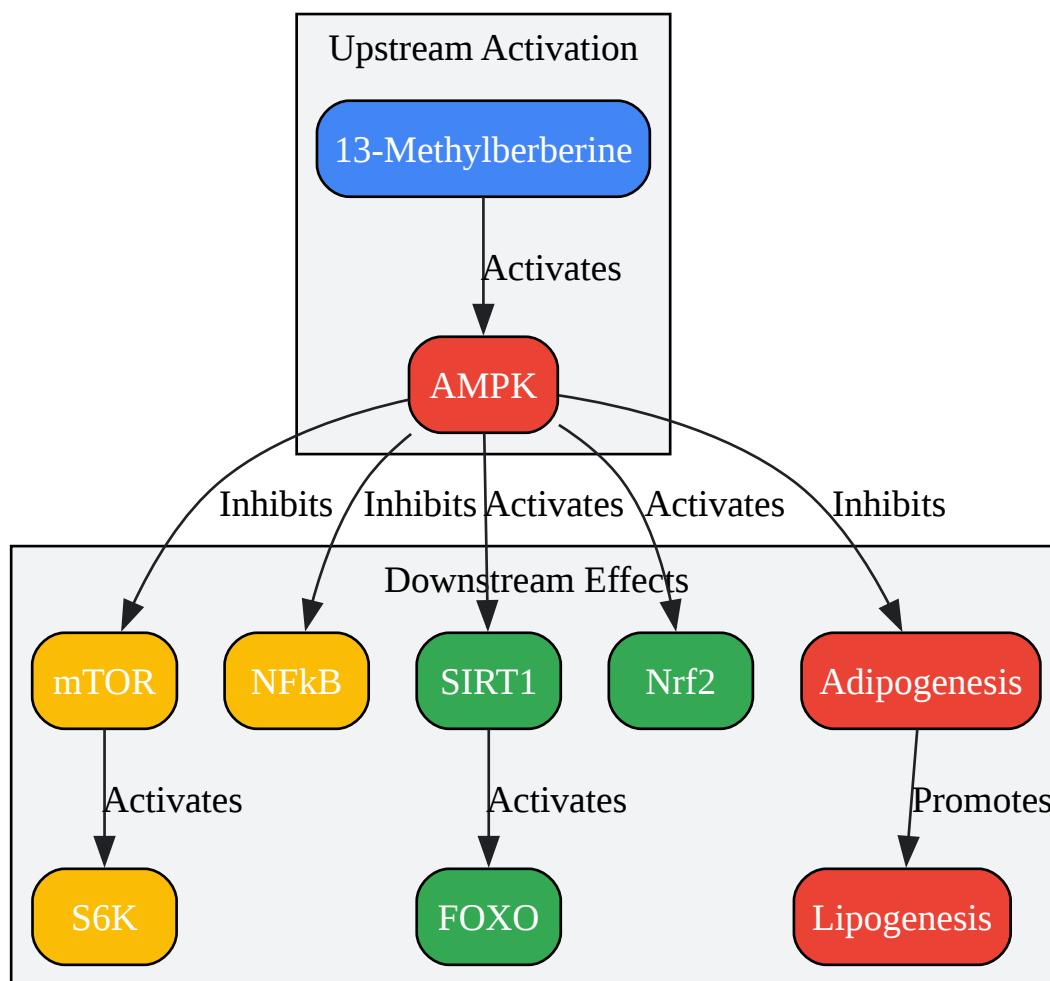 Upstream Activation
13-Methylberberine
Activates
AMPK
Inhibits
Inhibits
Activates
Activates
Inhibits
Downstream Effects
mTOR
NFkB
SIRT1
Nrf2
Adipogenesis
Activates
Activates
Promotes
S6K
FOXO
Lipogenesis